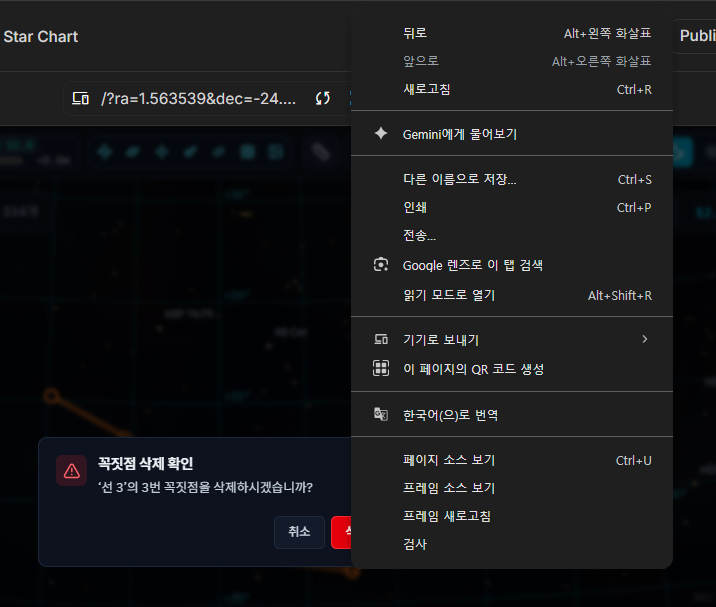 Star Chart
Publi
/?ra=1.563539&dec=-24....
뒤로 Alt+왼쪽 화살표
앞으로 Alt+오른쪽 화살표
새로고침 Ctrl+R
Gemini에게 물어보기
다른 이름으로 저장... Ctrl+S
인쇄 Ctrl+P
전송...
Google 렌즈로 이 탭 검색
읽기 모드로 열기 Alt+Shift+R
기기로 보내기
이 페이지의 QR 코드 생성
한국어(으)로 번역
페이지 소스 보기 Ctrl+U
프레임 소스 보기
프레임 새로고침
검사
꼭짓점 삭제 확인
'선 3'의 3번 꼭짓점을 삭제하시겠습니까?
취소